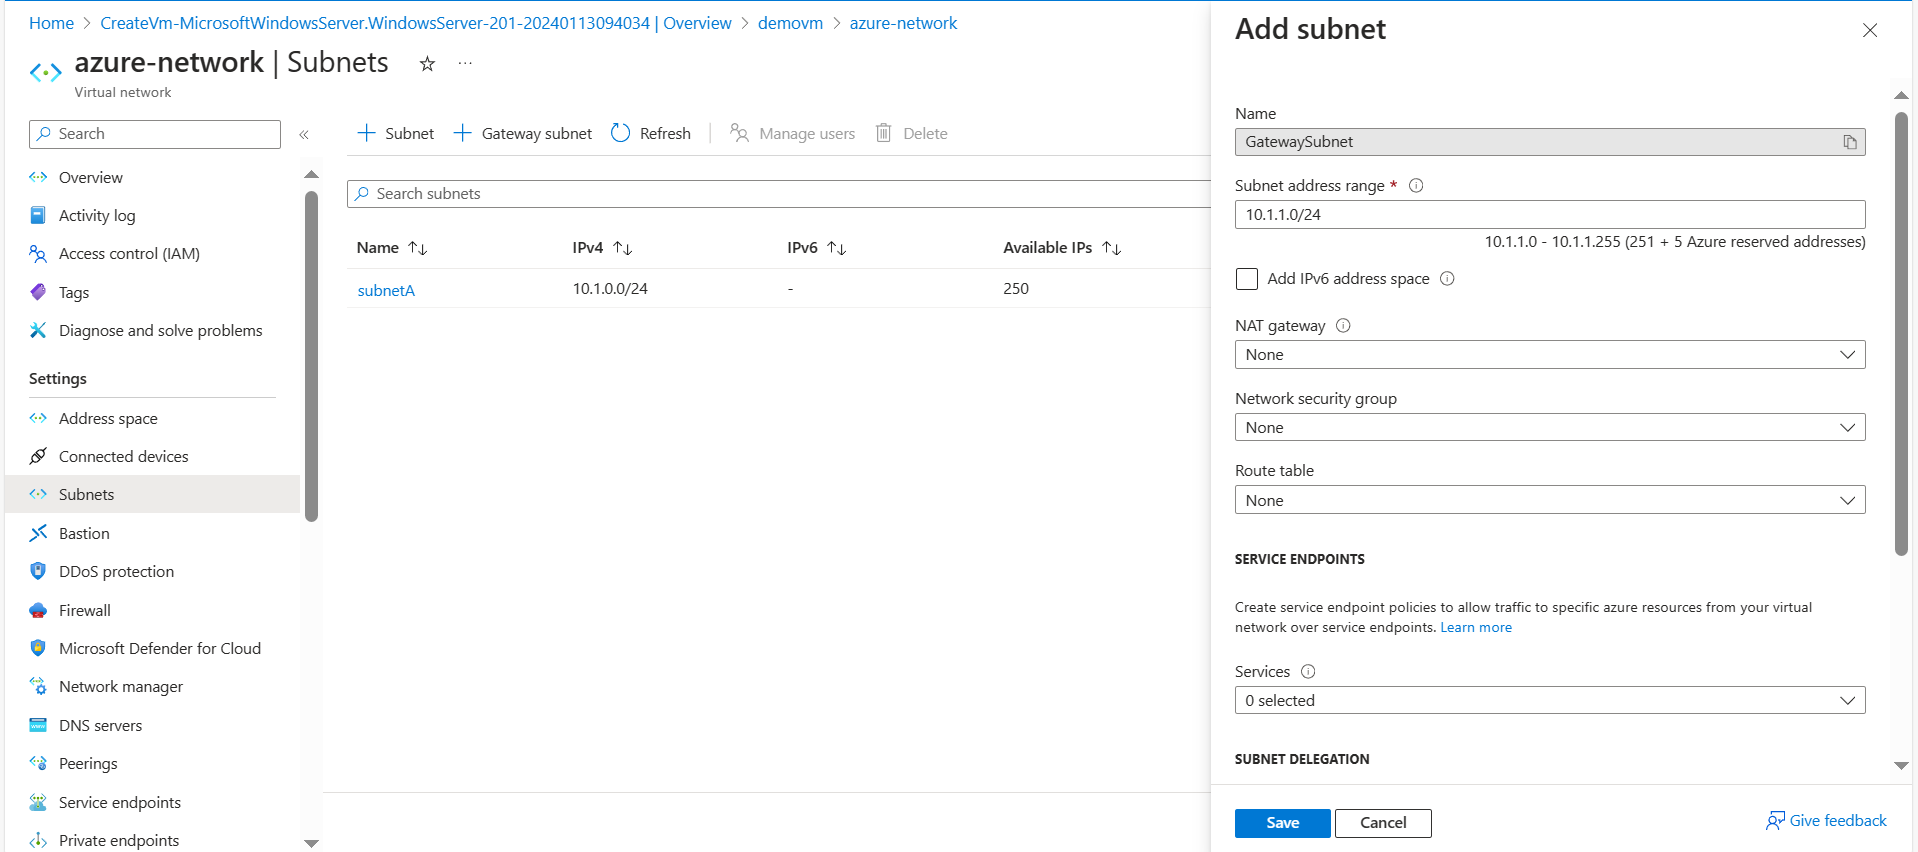 Home > CreateVm-MicrosoftWindowsServer.WindowsServer-201-20240113094034 | Overview > demovm > azure-network
azure-network | Subnets
Virtual network
Search
Overview
Activity log
Access control (IAM)
Tags
Diagnose and solve problems
Settings
Address space
Connected devices
Subnets
Bastion
DDoS protection
Firewall
Microsoft Defender for Cloud
Network manager
DNS servers
Peerings
Service endpoints
Private endpoints
Subnet Gateway subnet Refresh Manage users Delete
Search subnets
Name IPv4 IPv6 Available IPs
subnetA 10.1.0.0/24 - 250
Add subnet
Name
GatewaySubnet
Subnet address range *
10.1.1.0/24
10.1.1.0 - 10.1.1.255 (251 + 5 Azure reserved addresses)
Add IPv6 address space
NAT gateway
None
Network security group
None
Route table
None
SERVICE ENDPOINTS
Create service endpoint policies to allow traffic to specific azure resources from your virtual
network over service endpoints. Learn more
Services
0 selected
SUBNET DELEGATION
Save Cancel Give feedback